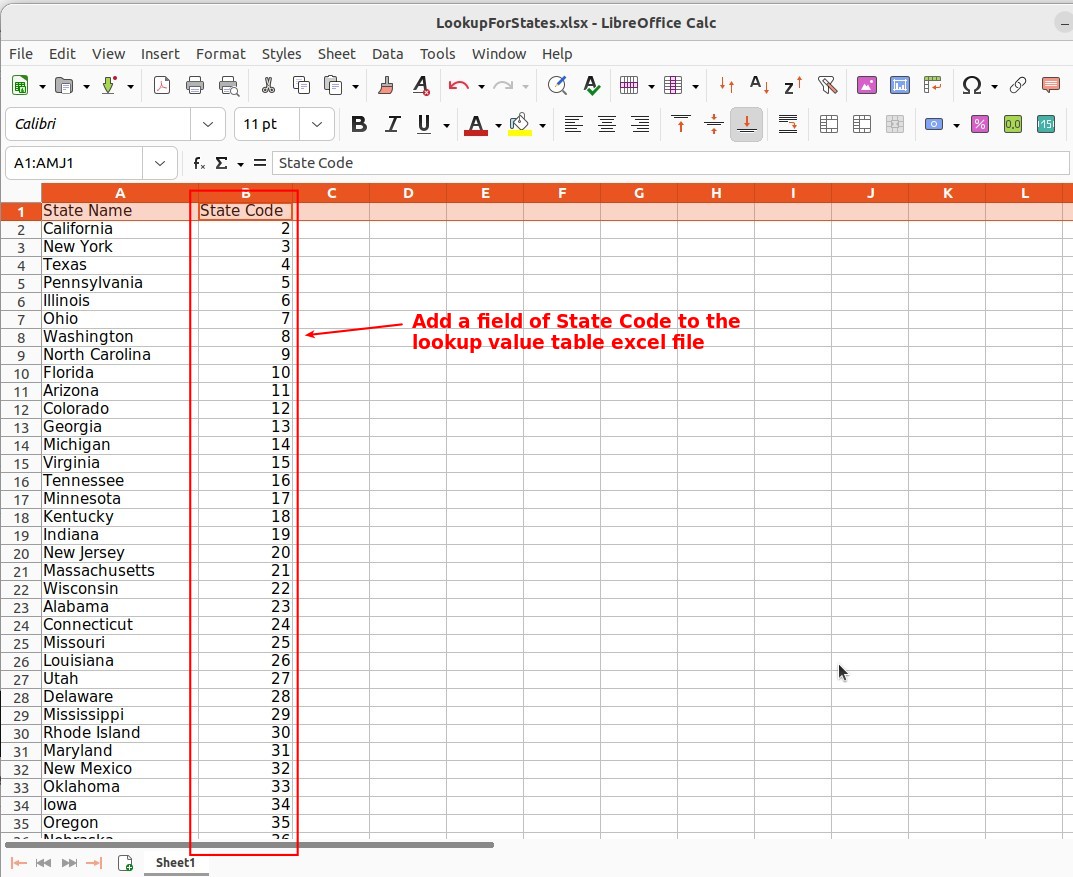 LookupForStates.xlsx - LibreOffice Calc
File Edit View Insert Format Styles Sheet Data Tools Window Help
Calibri 11 pt B I U A % 0,0
A1:AMJ1 fx Σ = State Code
A B C D E F G H I J K L
1 State Name State Code
2 California 2
3 New York 3
4 Texas 4
5 Pennsylvania 5
6 Illinois 6
7 Ohio 7
Add a field of State Code to the
8 Washington 8
lookup value table excel file
9 North Carolina 9
10 Florida 10
11 Arizona 11
12 Colorado 12
13 Georgia 13
14 Michigan 14
15 Virginia 15
16 Tennessee 16
17 Minnesota 17
18 Kentucky 18
19 Indiana 19
20 New Jersey 20
21 Massachusetts 21
22 Wisconsin 22
23 Alabama 23
24 Connecticut 24
25 Missouri 25
26 Louisiana 26
27 Utah 27
28 Delaware 28
29 Mississippi 29
30 Rhode Island 30
31 Maryland 31
32 New Mexico 32
33 Oklahoma 33
34 Iowa 34
35 Oregon 35
Sheet1